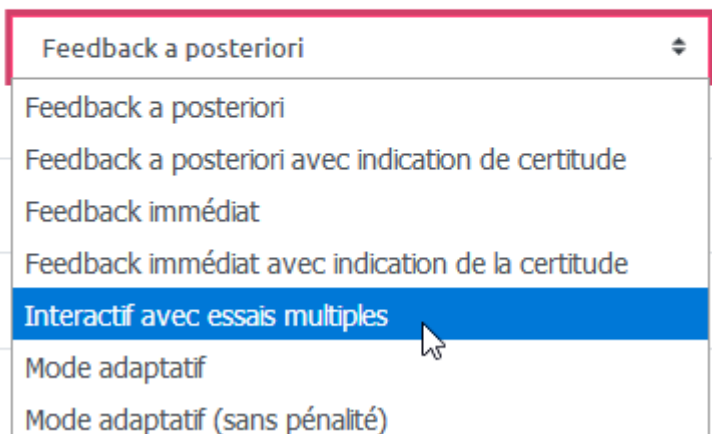 Feedback a posteriori
Feedback a posteriori
Feedback a posteriori avec indication de certitude
Feedback immédiat
Feedback immédiat avec indication de la certitude
Interactif avec essais multiples
Mode adaptatif
Mode adaptatif (sans pénalité)